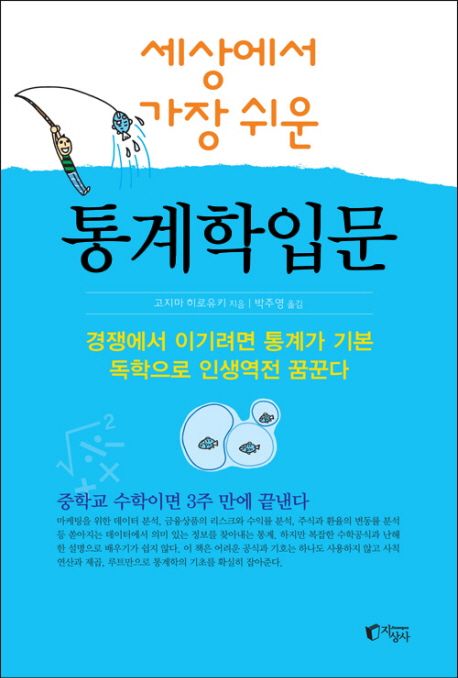 세상에서
가장 쉬운
통계학입문
고지마 히로유키 지음 | 박주영 옮김
경쟁에서 이기려면 통계가 기본
독학으로 인생역전 꿈꾼다
중학교 수학이면 3주 만에 끝낸다
마케팅을 위한 데이터 분석, 금융상품의 리스크와 수익률 분석, 주식과 환율의 변동률 분석
등 쏟아지는 데이터에서 의미 있는 정보를 찾아내는 통계, 하지만 복잡한 수학공식과 난해
한 설명으로 배우기가 쉽지 않다. 이 책은 어려운 공식과 기호는 하나도 사용하지 않고 사칙
연산과 제곱, 루트만으로 통계학의 기초를 확실히 잡아준다.
지상사